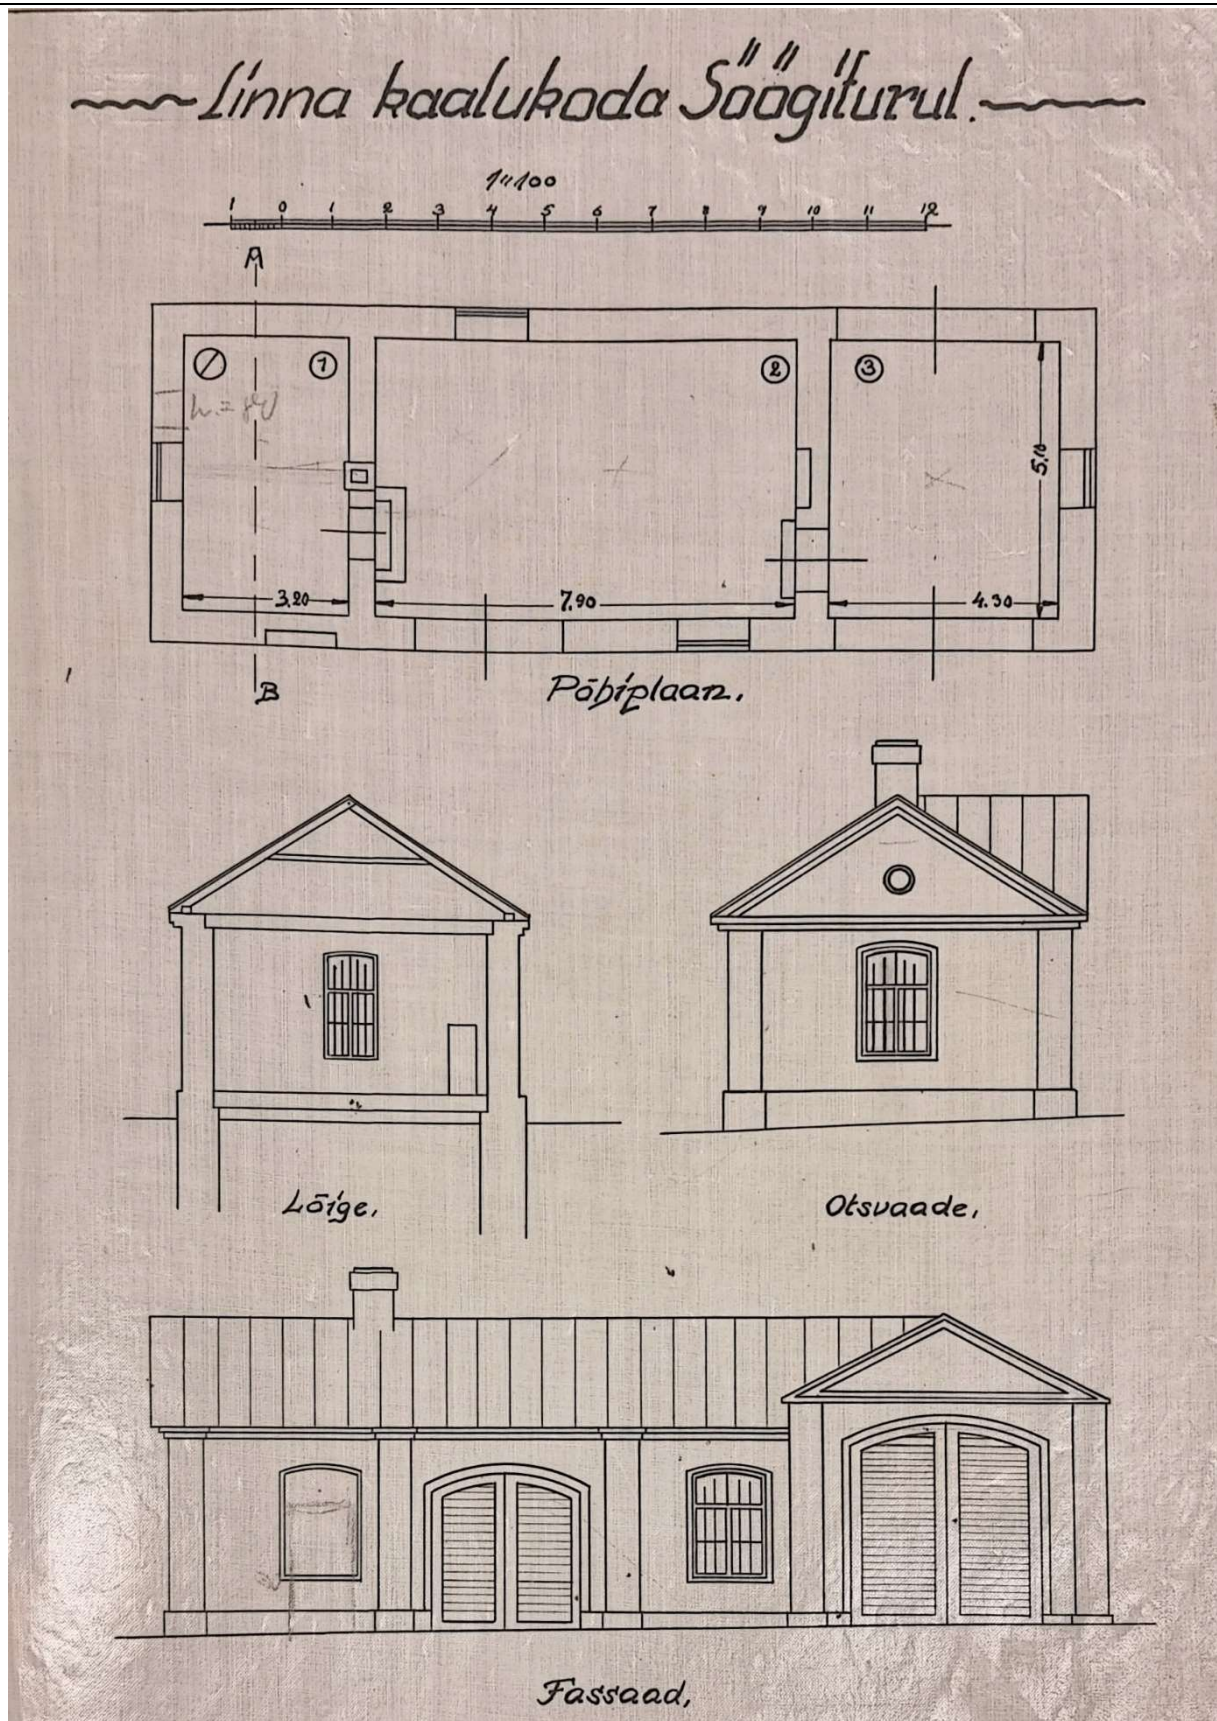 Linna kaalukoda Söögiturul.
1:100
1 0 1 2 3 4 5 6 7 8 9 10 11 12
A
1 2 3
5,10
3.20 7.90 4.30
B
Põhiplaan.
Lõige.
Otsvaade.
Fassaad.